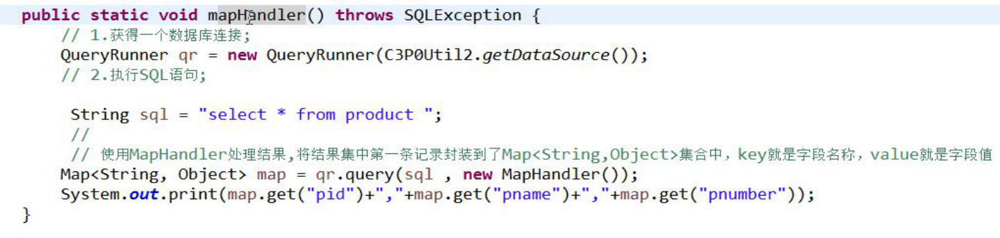 public static void mapHandler() throws SQLException {
// 1.获得一个数据库连接;
QueryRunner qr = new QueryRunner(C3P0Util2.getDataSource());
// 2.执行SQL语句;
String sql = "select * from product ";
//
// 使用MapHandler处理结果,将结果集中第一条记录封装到了Map<String,Object>集合中，key就是字段名称，value就是字段值
Map<String, Object> map = qr.query(sql , new MapHandler());
System.out.print(map.get("pid")+","+map.get("pname")+","+map.get("pnumber"));
}